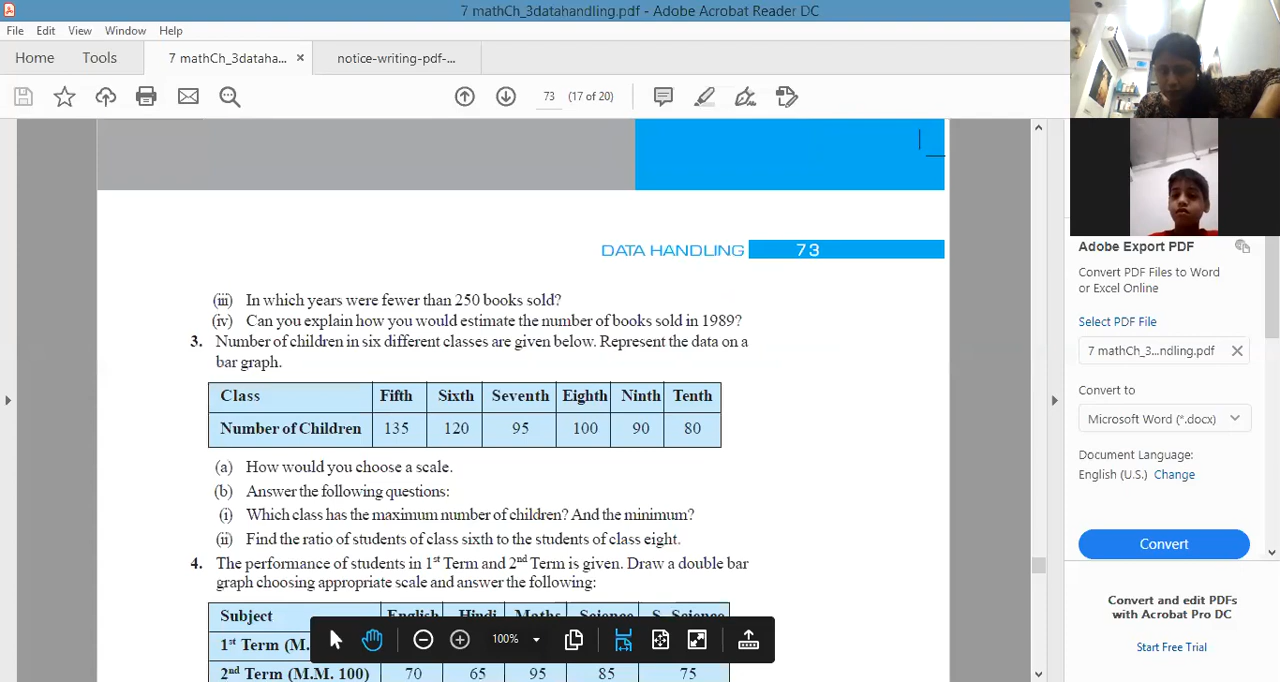 7 mathCh_3datahandling.pdf - Adobe Acrobat Reader DC
File Edit View Window Help
Home Tools 7 mathCh_3dataha... × notice-writing-pdf-...
73 (17 of 20)
DATA HANDLING 73
(iii) In which years were fewer than 250 books sold?
(iv) Can you explain how you would estimate the number of books sold in 1989?
3. Number of children in six different classes are given below. Represent the data on a
bar graph.
Class Fifth Sixth Seventh Eighth Ninth Tenth
Number of Children 135 120 95 100 90 80
(a) How would you choose a scale.
(b) Answer the following questions:
(i) Which class has the maximum number of children? And the minimum?
(ii) Find the ratio of students of class sixth to the students of class eight.
4. The performance of students in 1st Term and 2nd Term is given. Draw a double bar
graph choosing appropriate scale and answer the following:
Subject English Hindi Maths Science S. Science
1st Term (M.
100%
2nd Term (M.M. 100) 70 65 95 85 75
Adobe Export PDF
Convert PDF Files to Word
or Excel Online
Select PDF File
7 mathCh_3...ndling.pdf ×
Convert to
Microsoft Word (*.docx)
Document Language:
English (U.S.) Change
Convert
Convert and edit PDFs
with Acrobat Pro DC
Start Free Trial